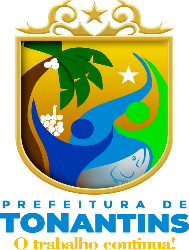 PREFEITURA DE
TONANTINS
O trabalho continua!